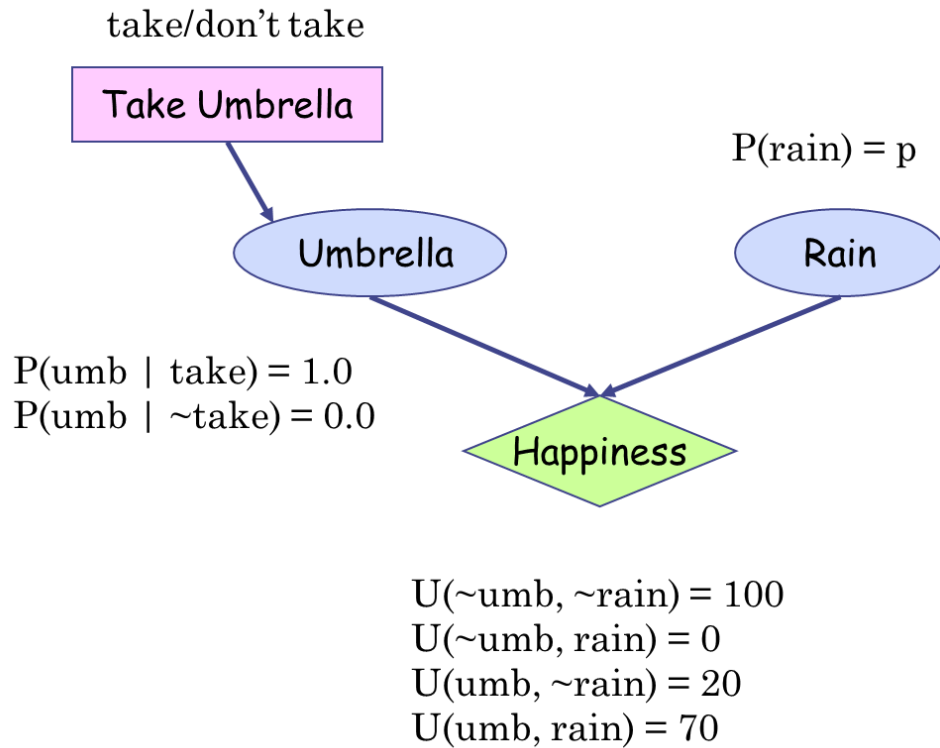 take/don't take
Take Umbrella
P(rain) = p
Umbrella
Rain
P(umb | take) = 1.0
P(umb | ~take) = 0.0
Happiness
U(~umb, ~rain) = 100
U(~umb, rain) = 0
U(umb, ~rain) = 20
U(umb, rain) = 70